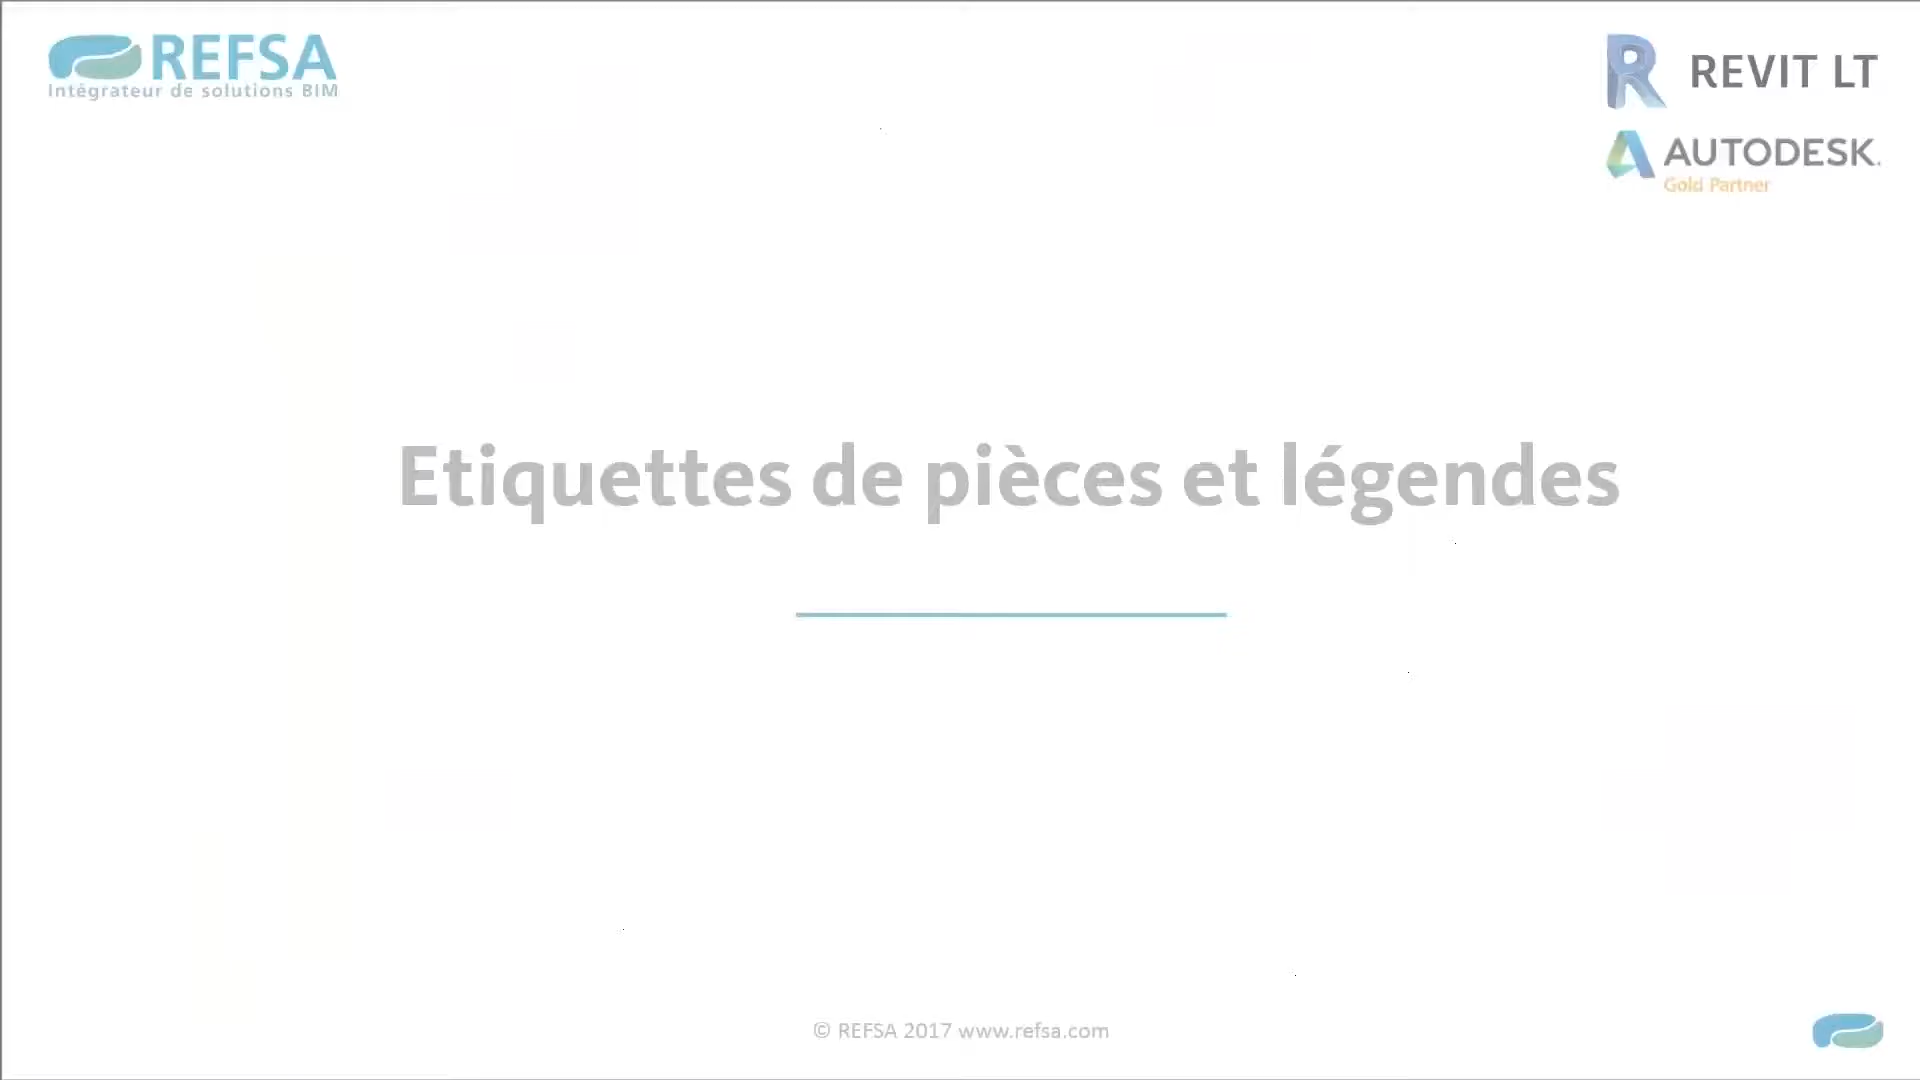 REFSA
Intégrateur de solutions BIM
REVIT LT
AUTODESK.
Gold Partner
Etiquettes de pièces et légendes
© REFSA 2017 www.refsa.com